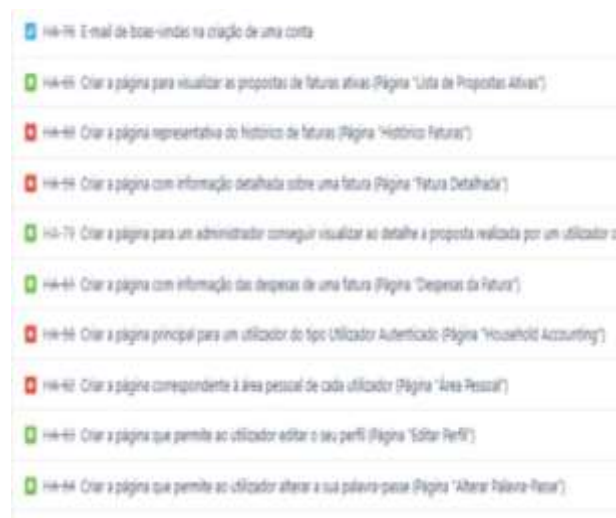 E-mail de boas-vindas na criação de uma conta
Criar a página para visualizar as propostas de faturas ativas (Página "Lista de Propostas Ativas")
Criar a página representativa do histórico de faturas (Página "Histórico Faturas")
Criar a página com informação detalhada sobre uma fatura (Página "Fatura Detalhada")
HA-79 Criar a página para um administrador conseguir visualizar ao detalhe a proposta realizada por um utilizador
Criar a página com informação das despesas de uma fatura (Página "Despesas da Fatura")
Criar a página principal para um utilizador do tipo Utilizador Autenticado (Página "Household Accounting")
Criar a página correspondente à área pessoal de cada utilizador (Página "Área Pessoal")
Criar a página que permite ao utilizador editar o seu perfil (Página "Editar Perfil")
Criar a página que permite ao utilizador alterar a sua palavra-passe (Página "Alterar Palavra-Passe")